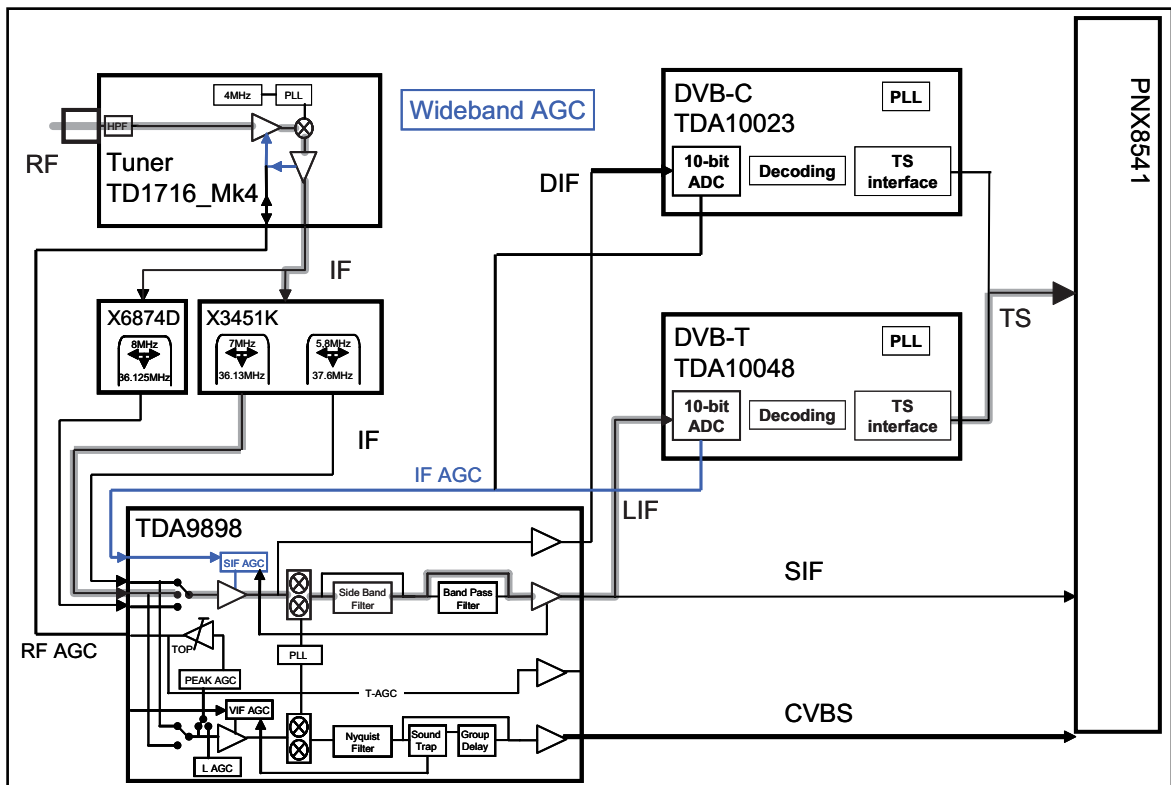 4MHz
PLL
HPF
RF
Tuner
TD1716_Mk4
Wideband AGC
DVB-C
TDA10023
PLL
10-bit
ADC
Decoding
TS
interface
PNX8541
DIF
IF
X6874D
8MHz
36.125MHz
X3451K
7MHz
36.13MHz
5.8MHz
37.6MHz
TS
DVB-T
TDA10048
PLL
10-bit
ADC
Decoding
TS
interface
IF
IF AGC
LIF
TDA9898
SIF AGC
Side Band
Filter
Band Pass
Filter
SIF
RF AGC
TOP
PLL
PEAK AGC
T-AGC
VIF AGC
CVBS
Nyquist
Filter
Sound
Trap
Group
Delay
L AGC